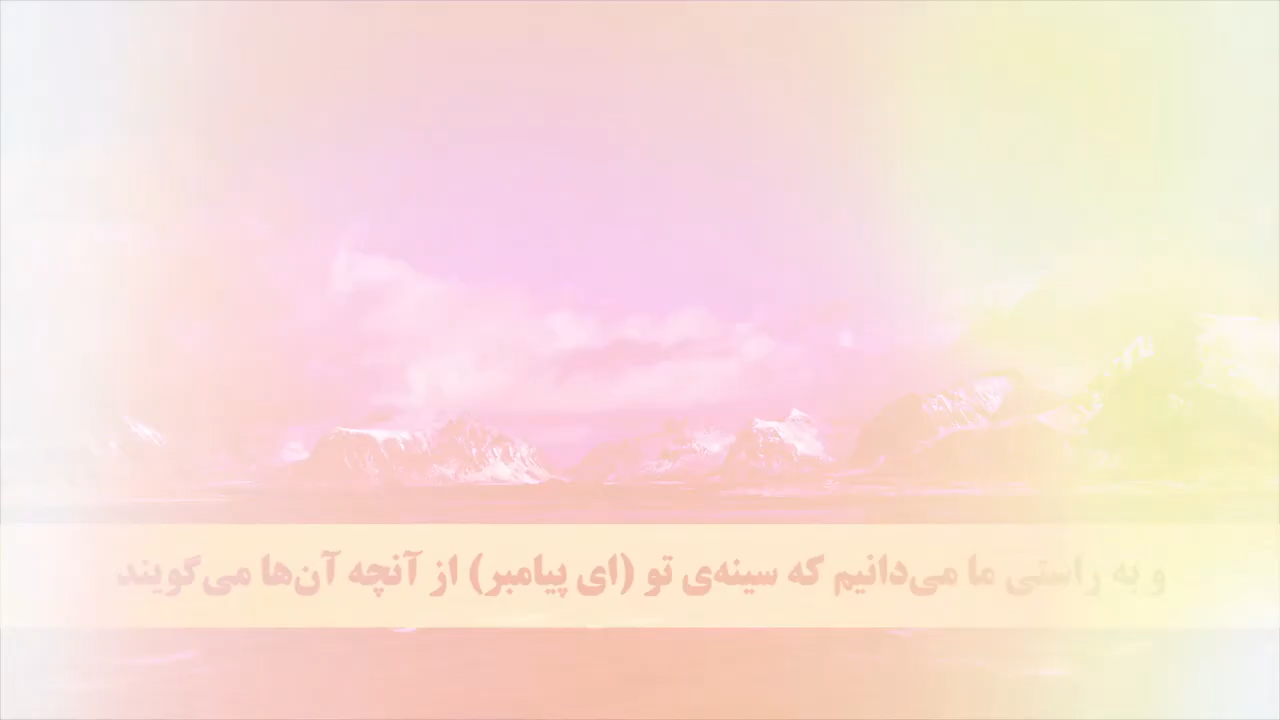 و به راستی ما می‌دانیم که سینه‌ی تو (ای پیامبر) از آنچه آن‌ها می‌گویند